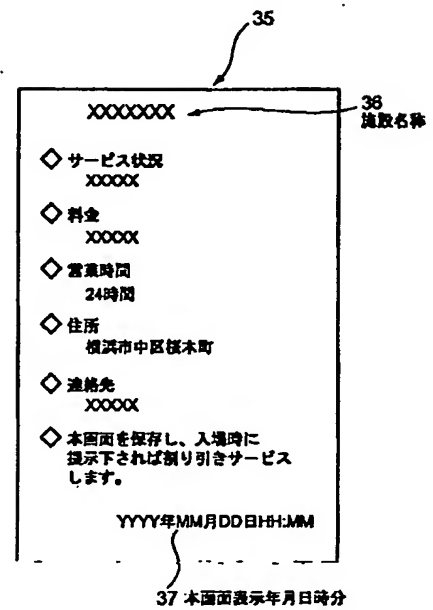 35
XXXXXXX
36
施設名称
サービス状況
XXXXX
料金
XXXXX
営業時間
24時間
住所
横浜市中区桜木町
連絡先
XXXXX
本画面を保存し、入場時に
提示下されば割り引きサービス
します。
YYYY年MM月DD日HH:MM
37 本画面表示年月日時分